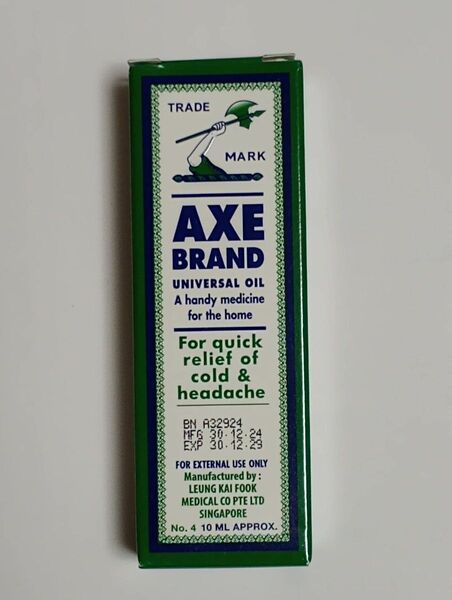 TRADE
MARK
AXE
BRAND
UNIVERSAL OIL
A handy medicine
for the home
For quick
relief of
cold &
headache
BN A32924
MFG 30.12.24
EXP 30.12.29
FOR EXTERNAL USE ONLY
Manufactured by :
LEUNG KAI FOOK
MEDICAL CO PTE LTD
SINGAPORE
No. 4 10 ML APPROX.